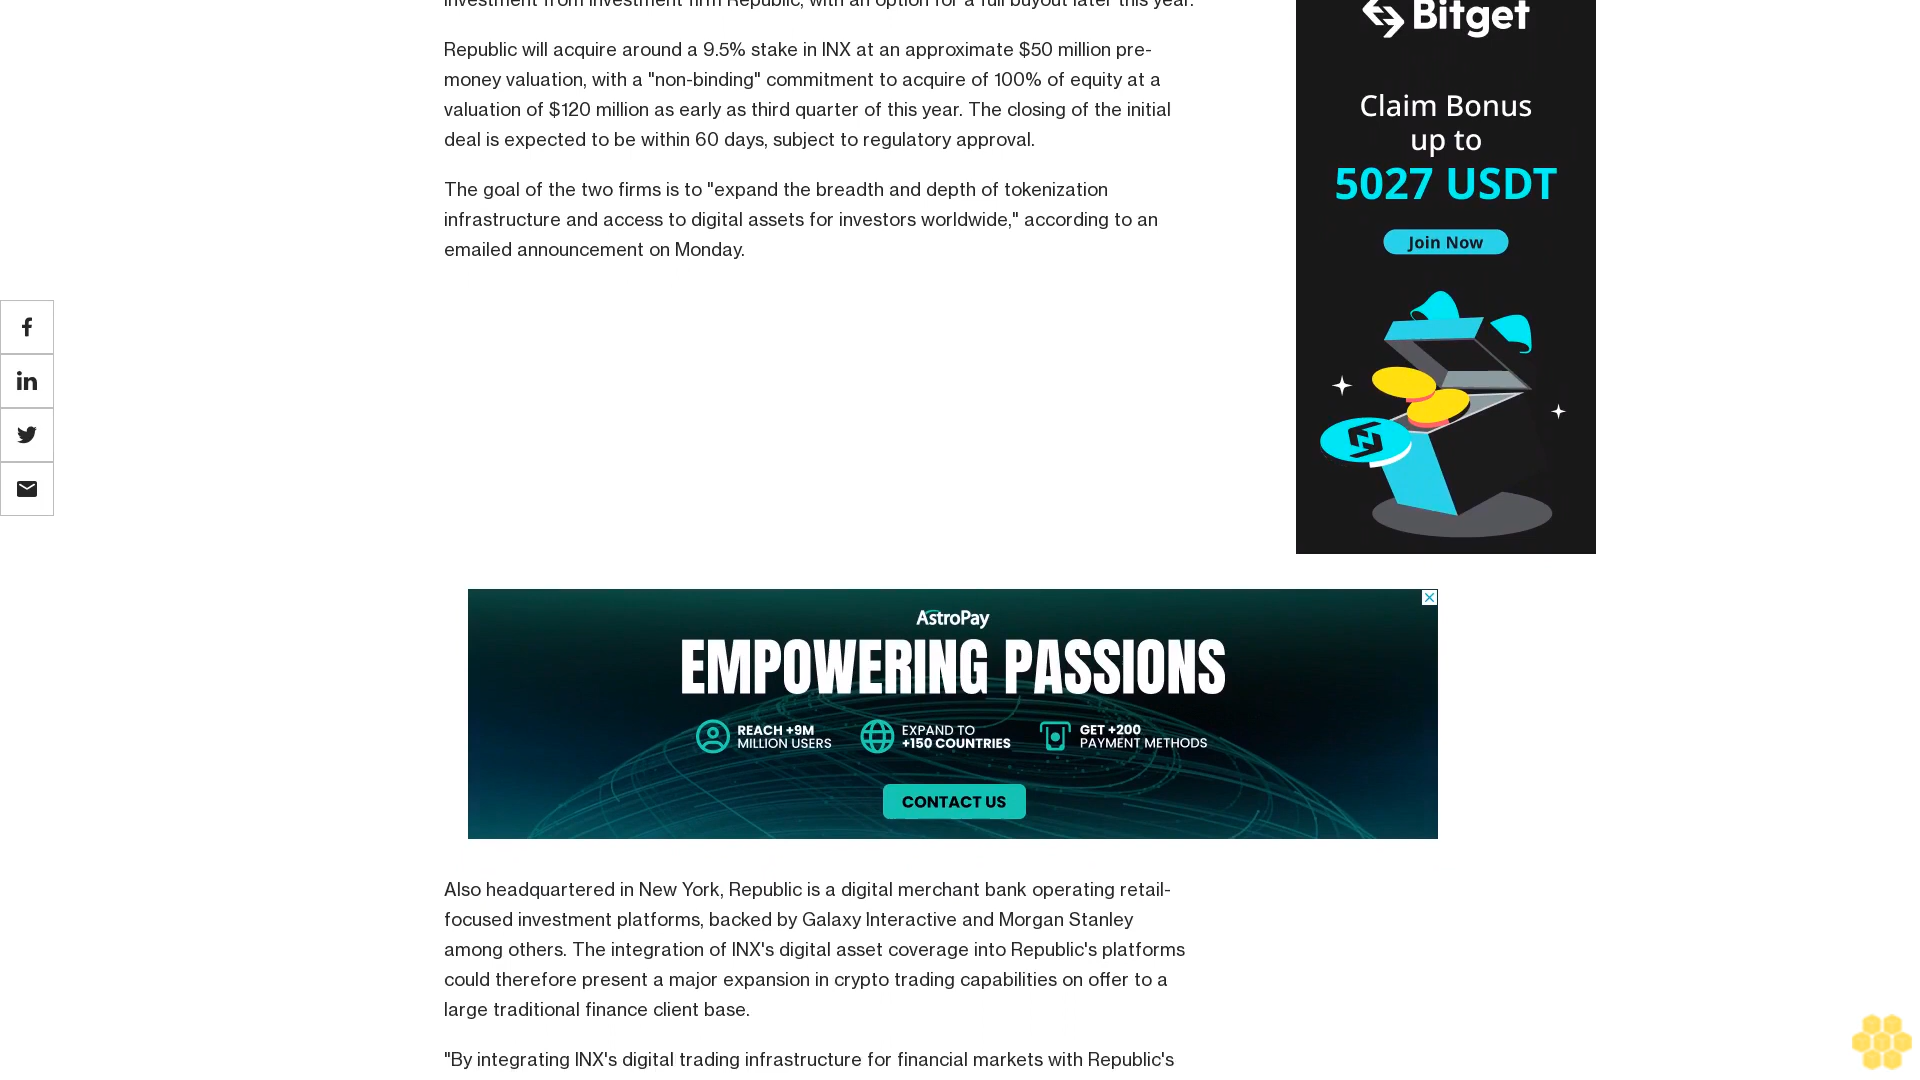 investment from investment firm Republic, with an option for a full buyout later this year.
Republic will acquire around a 9.5% stake in INX at an approximate $50 million pre-
money valuation, with a "non-binding" commitment to acquire of 100% of equity at a
valuation of $120 million as early as third quarter of this year. The closing of the initial
deal is expected to be within 60 days, subject to regulatory approval.
The goal of the two firms is to "expand the breadth and depth of tokenization
infrastructure and access to digital assets for investors worldwide," according to an
emailed announcement on Monday.
Bitget
Claim Bonus
up to
5027 USDT
Join Now
AstroPay
EMPOWERING PASSIONS
REACH +9M
MILLION USERS
EXPAND TO
+150 COUNTRIES
GET +200
PAYMENT METHODS
CONTACT US
Also headquartered in New York, Republic is a digital merchant bank operating retail-
focused investment platforms, backed by Galaxy Interactive and Morgan Stanley
among others. The integration of INX's digital asset coverage into Republic's platforms
could therefore present a major expansion in crypto trading capabilities on offer to a
large traditional finance client base.
"By integrating INX's digital trading infrastructure for financial markets with Republic's